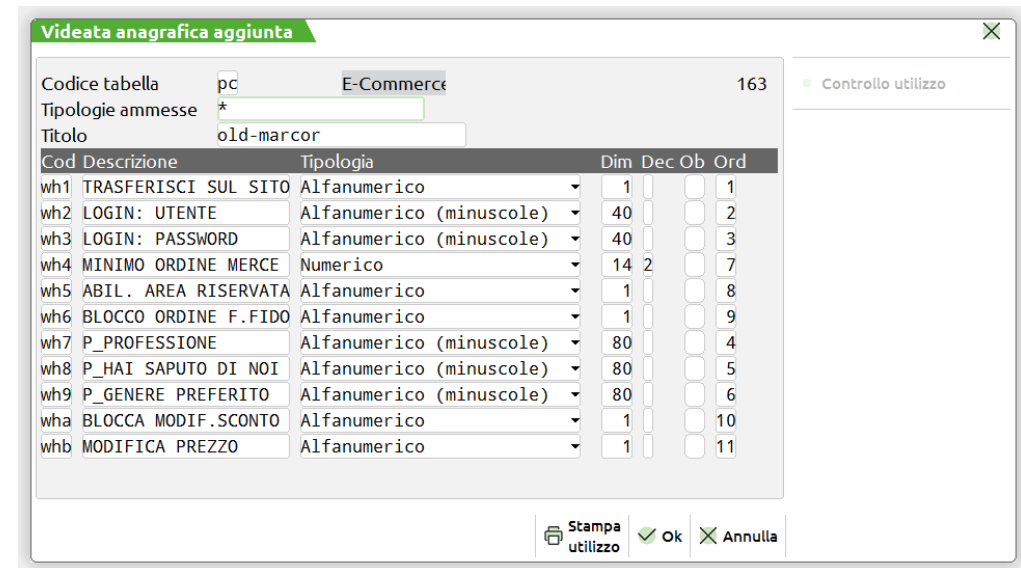 Videata anagrafica aggiunta
Codice tabella pc E-Commerce 163
Controllo utilizzo
Tipologie ammesse *
Titolo old-marcor
Cod Descrizione Tipologia Dim Dec Ob Ord
wh1 TRASFERISCI SUL SITO Alfanumerico 1 1
wh2 LOGIN: UTENTE Alfanumerico (minuscole) 40 2
wh3 LOGIN: PASSWORD Alfanumerico (minuscole) 40 3
wh4 MINIMO ORDINE MERCE Numerico 14 2 7
wh5 ABIL. AREA RISERVATA Alfanumerico 1 8
wh6 BLOCCO ORDINE F.FIDO Alfanumerico 1 9
wh7 P_PROFESSIONE Alfanumerico (minuscole) 80 4
wh8 P_HAI SAPUTO DI NOI Alfanumerico (minuscole) 80 5
wh9 P_GENERE PREFERITO Alfanumerico (minuscole) 80 6
wha BLOCCA MODIF.SCONTO Alfanumerico 1 10
whb MODIFICA PREZZO Alfanumerico 1 11
Stampa utilizzo Ok Annulla